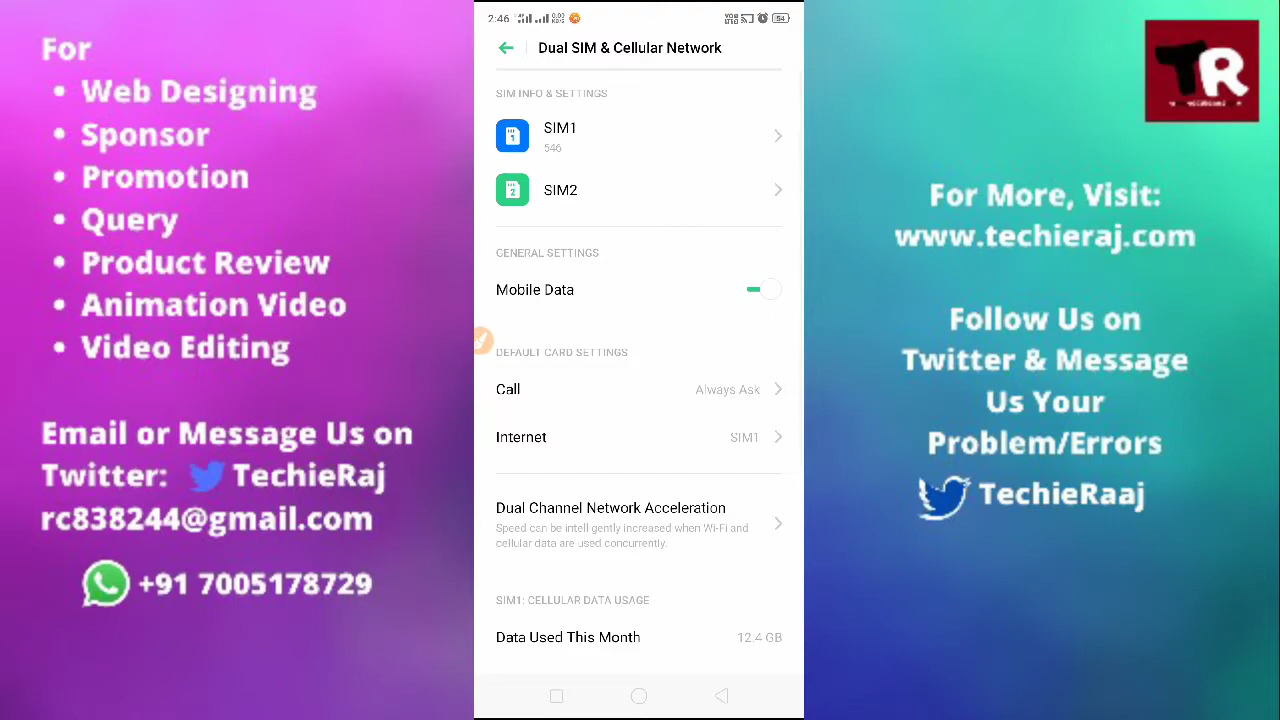 For
• Web Designing
• Sponsor
• Promotion
• Query
• Product Review
• Animation Video
• Video Editing
Email or Message Us on
Twitter: TechieRaj
rc838244@gmail.com
+91 7005178729
2:46
54
Dual SIM & Cellular Network
SIM INFO & SETTINGS
SIM1
546
SIM2
GENERAL SETTINGS
Mobile Data
DEFAULT CARD SETTINGS
Call Always Ask
Internet SIM1
Dual Channel Network Acceleration
Speed can be intell gently increased when Wi-Fi and
cellular data are used concurrently.
SIM1: CELLULAR DATA USAGE
Data Used This Month 12.4 GB
TR
For More, Visit:
www.techieraj.com
Follow Us on
Twitter & Message
Us Your
Problem/Errors
TechieRaaj